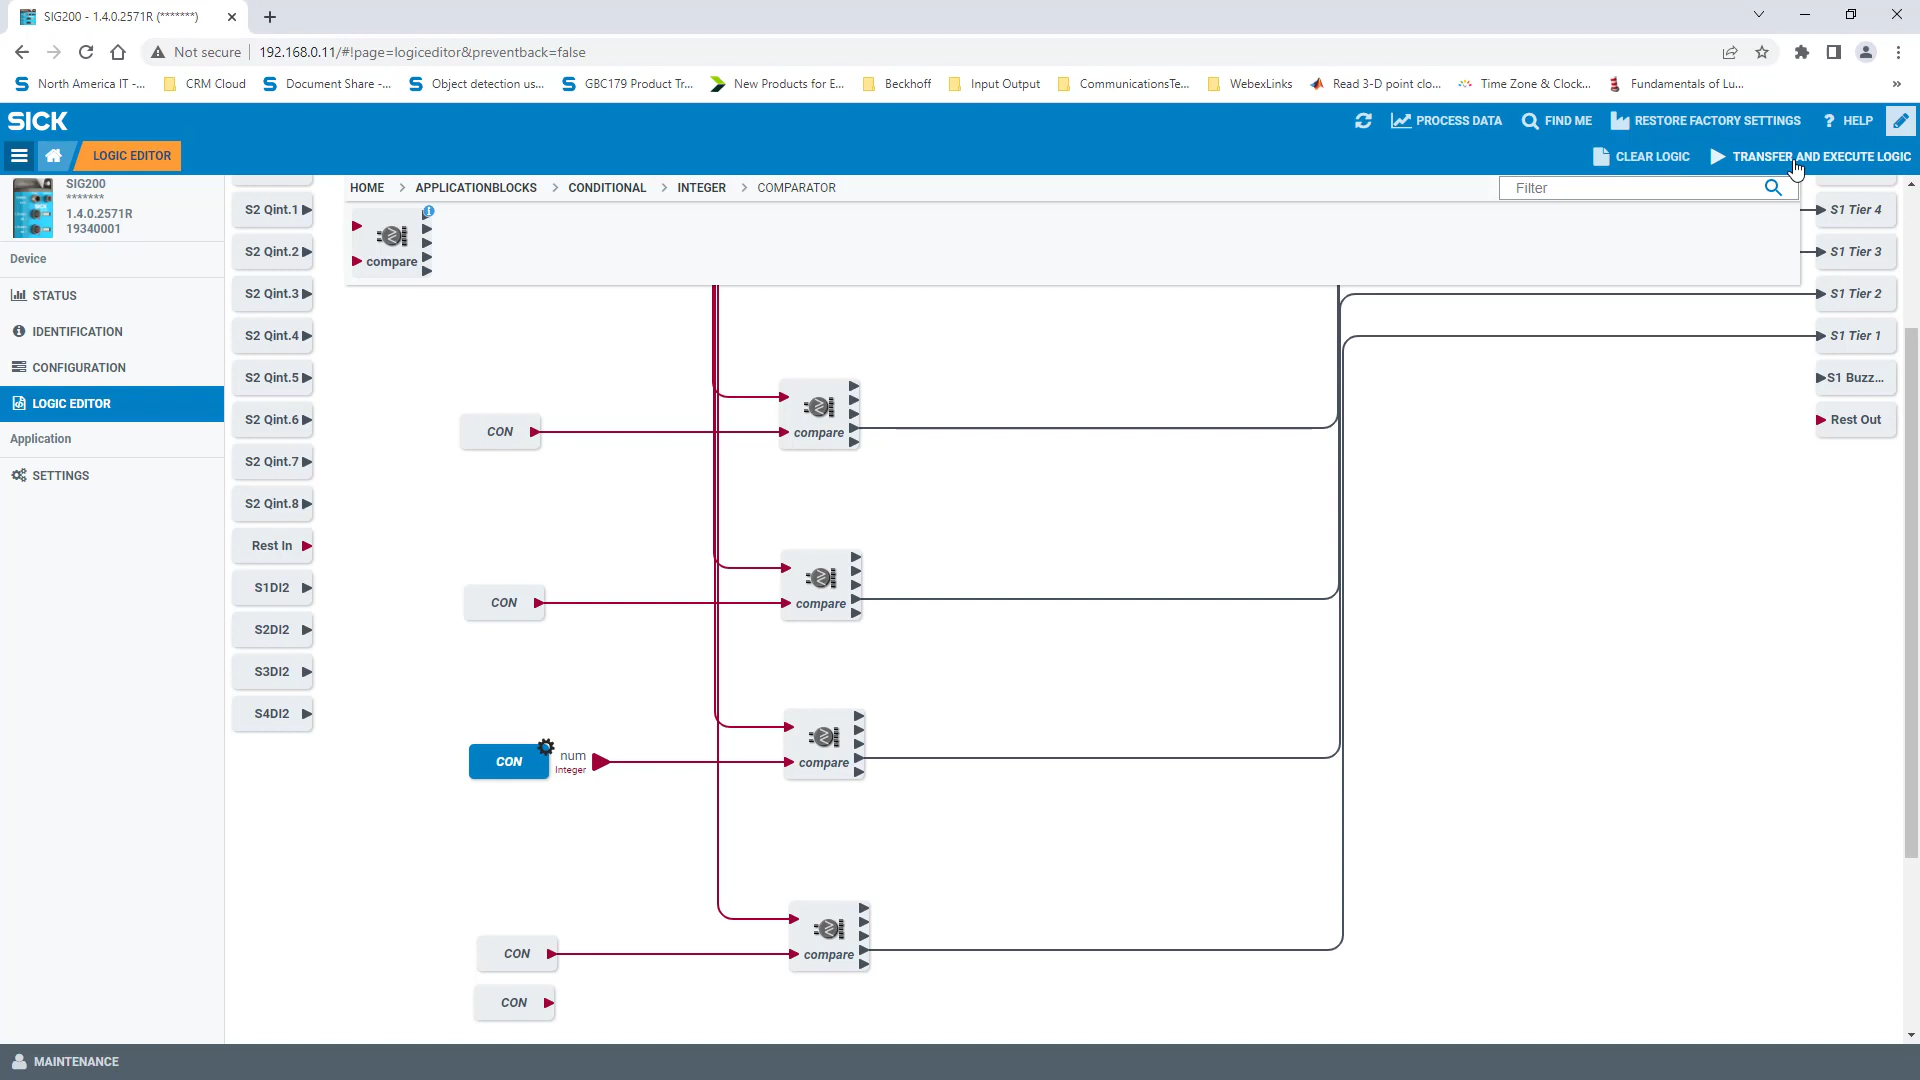 SIG200 - 1.4.0.2571R (*******)
Not secure
192.168.0.11/#!page=logiceditor&preventback=false
North America IT -...
CRM Cloud
Document Share -...
Object detection us...
GBC179 Product Tr...
New Products for E...
Beckhoff
Input Output
CommunicationsTe...
WebexLinks
Read 3-D point clo...
Time Zone & Clock...
Fundamentals of Lu...
»
SICK
PROCESS DATA
FIND ME
RESTORE FACTORY SETTINGS
? HELP
LOGIC EDITOR
CLEAR LOGIC
TRANSFER AND EXECUTE LOGIC
SIG200
*******
1.4.0.2571R
19340001
Device
STATUS
IDENTIFICATION
CONFIGURATION
LOGIC EDITOR
Application
SETTINGS
S2 Qint.1
S2 Qint.2
S2 Qint.3
S2 Qint.4
S2 Qint.5
S2 Qint.6
S2 Qint.7
S2 Qint.8
Rest In
S1DI2
S2DI2
S3DI2
S4DI2
HOME > APPLICATIONBLOCKS > CONDITIONAL > INTEGER > COMPARATOR
Filter
compare
CON
compare
CON
compare
CON
num
Integer
compare
CON
compare
CON
S1 Tier 4
S1 Tier 3
S1 Tier 2
S1 Tier 1
S1 Buzz...
Rest Out
MAINTENANCE